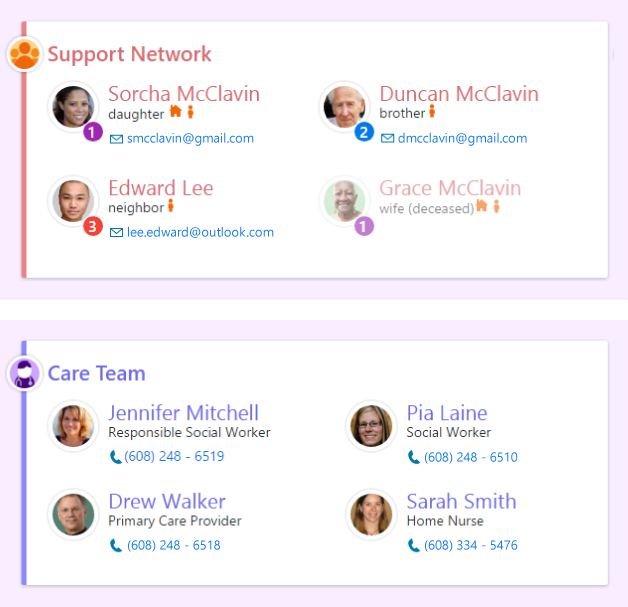 Support Network
Sorcha McClavin
daughter
1
smcclavin@gmail.com
Duncan McClavin
brother
2
dmcclavin@gmail.com
Edward Lee
neighbor
3
lee.edward@outlook.com
Grace McClavin
wife (deceased)
1
Care Team
Jennifer Mitchell
Responsible Social Worker
(608) 248 - 6519
Pia Laine
Social Worker
(608) 248 - 6510
Drew Walker
Primary Care Provider
(608) 248 - 6518
Sarah Smith
Home Nurse
(608) 334 - 5476